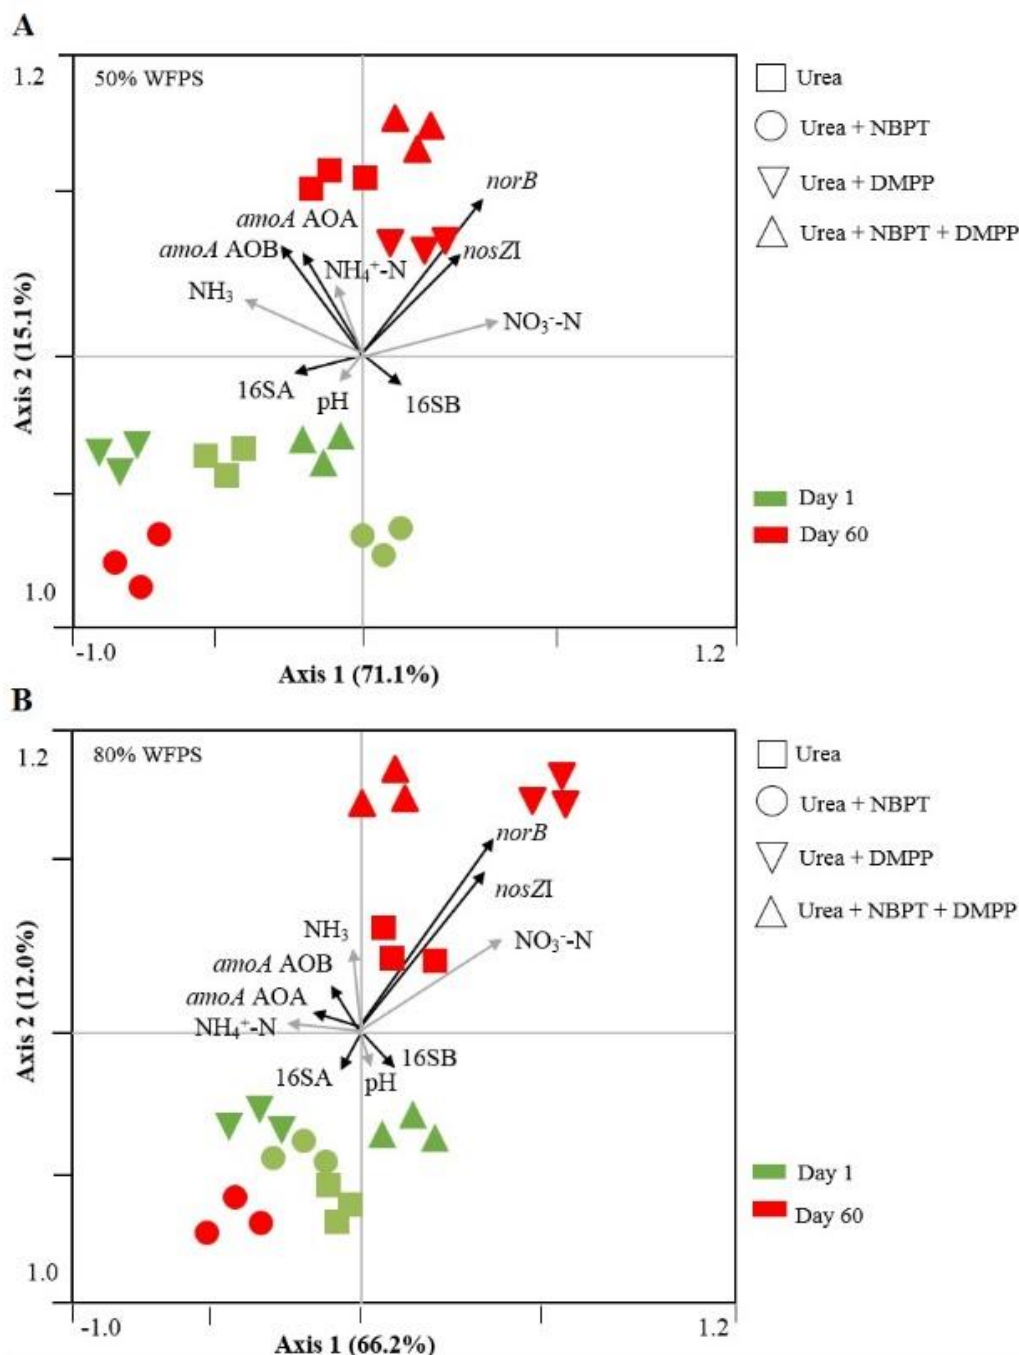 A
1.2
50% WFPS
Urea
Urea + NBPT
Urea + DMPP
Urea + NBPT + DMPP
norB
amoA AOA
amoA AOB
nosZI
NH₄⁺-N
NH₃
NO₃⁻-N
16SA
pH
16SB
Axis 2 (15.1%)
Day 1
Day 60
1.0
-1.0
1.2
Axis 1 (71.1%)
B
1.2
80% WFPS
Urea
Urea + NBPT
Urea + DMPP
Urea + NBPT + DMPP
norB
nosZI
NH₃
NO₃⁻-N
amoA AOB
amoA AOA
NH₄⁺-N
16SB
16SA
pH
Axis 2 (12.0%)
Day 1
Day 60
1.0
-1.0
1.2
Axis 1 (66.2%)